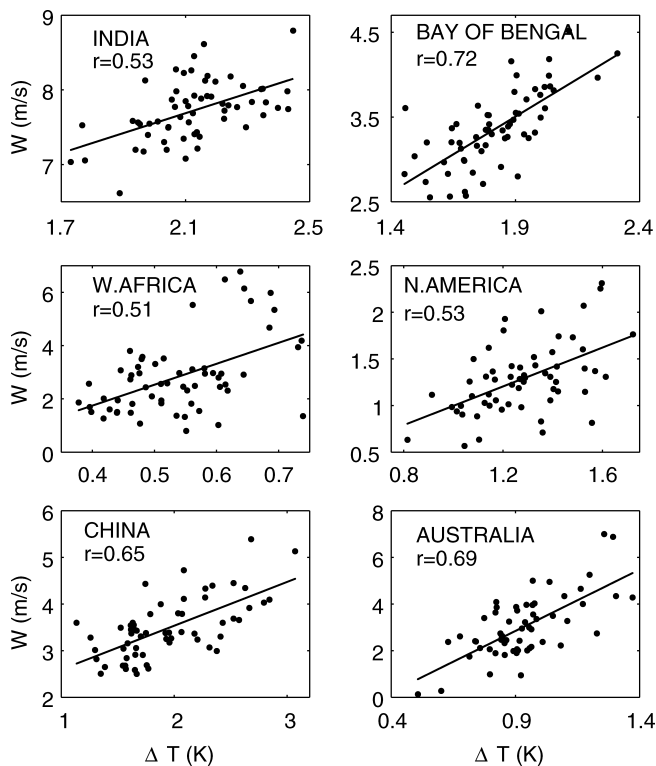 INDIA
r=0.53
W (m/s)
9
8
7
1.7 2.1 2.5
BAY OF BENGAL
r=0.72
4.5
3.5
2.5
1.4 1.9 2.4
W.AFRICA
r=0.51
W (m/s)
6
4
2
0
0.4 0.5 0.6 0.7
N.AMERICA
r=0.53
2.5
2
1.5
1
0.5
0.8 1.2 1.6
CHINA
r=0.65
W (m/s)
6
5
4
3
2
1 2 3
Δ T (K)
AUSTRALIA
r=0.69
8
6
4
2
0
0.4 0.9 1.4
Δ T (K)